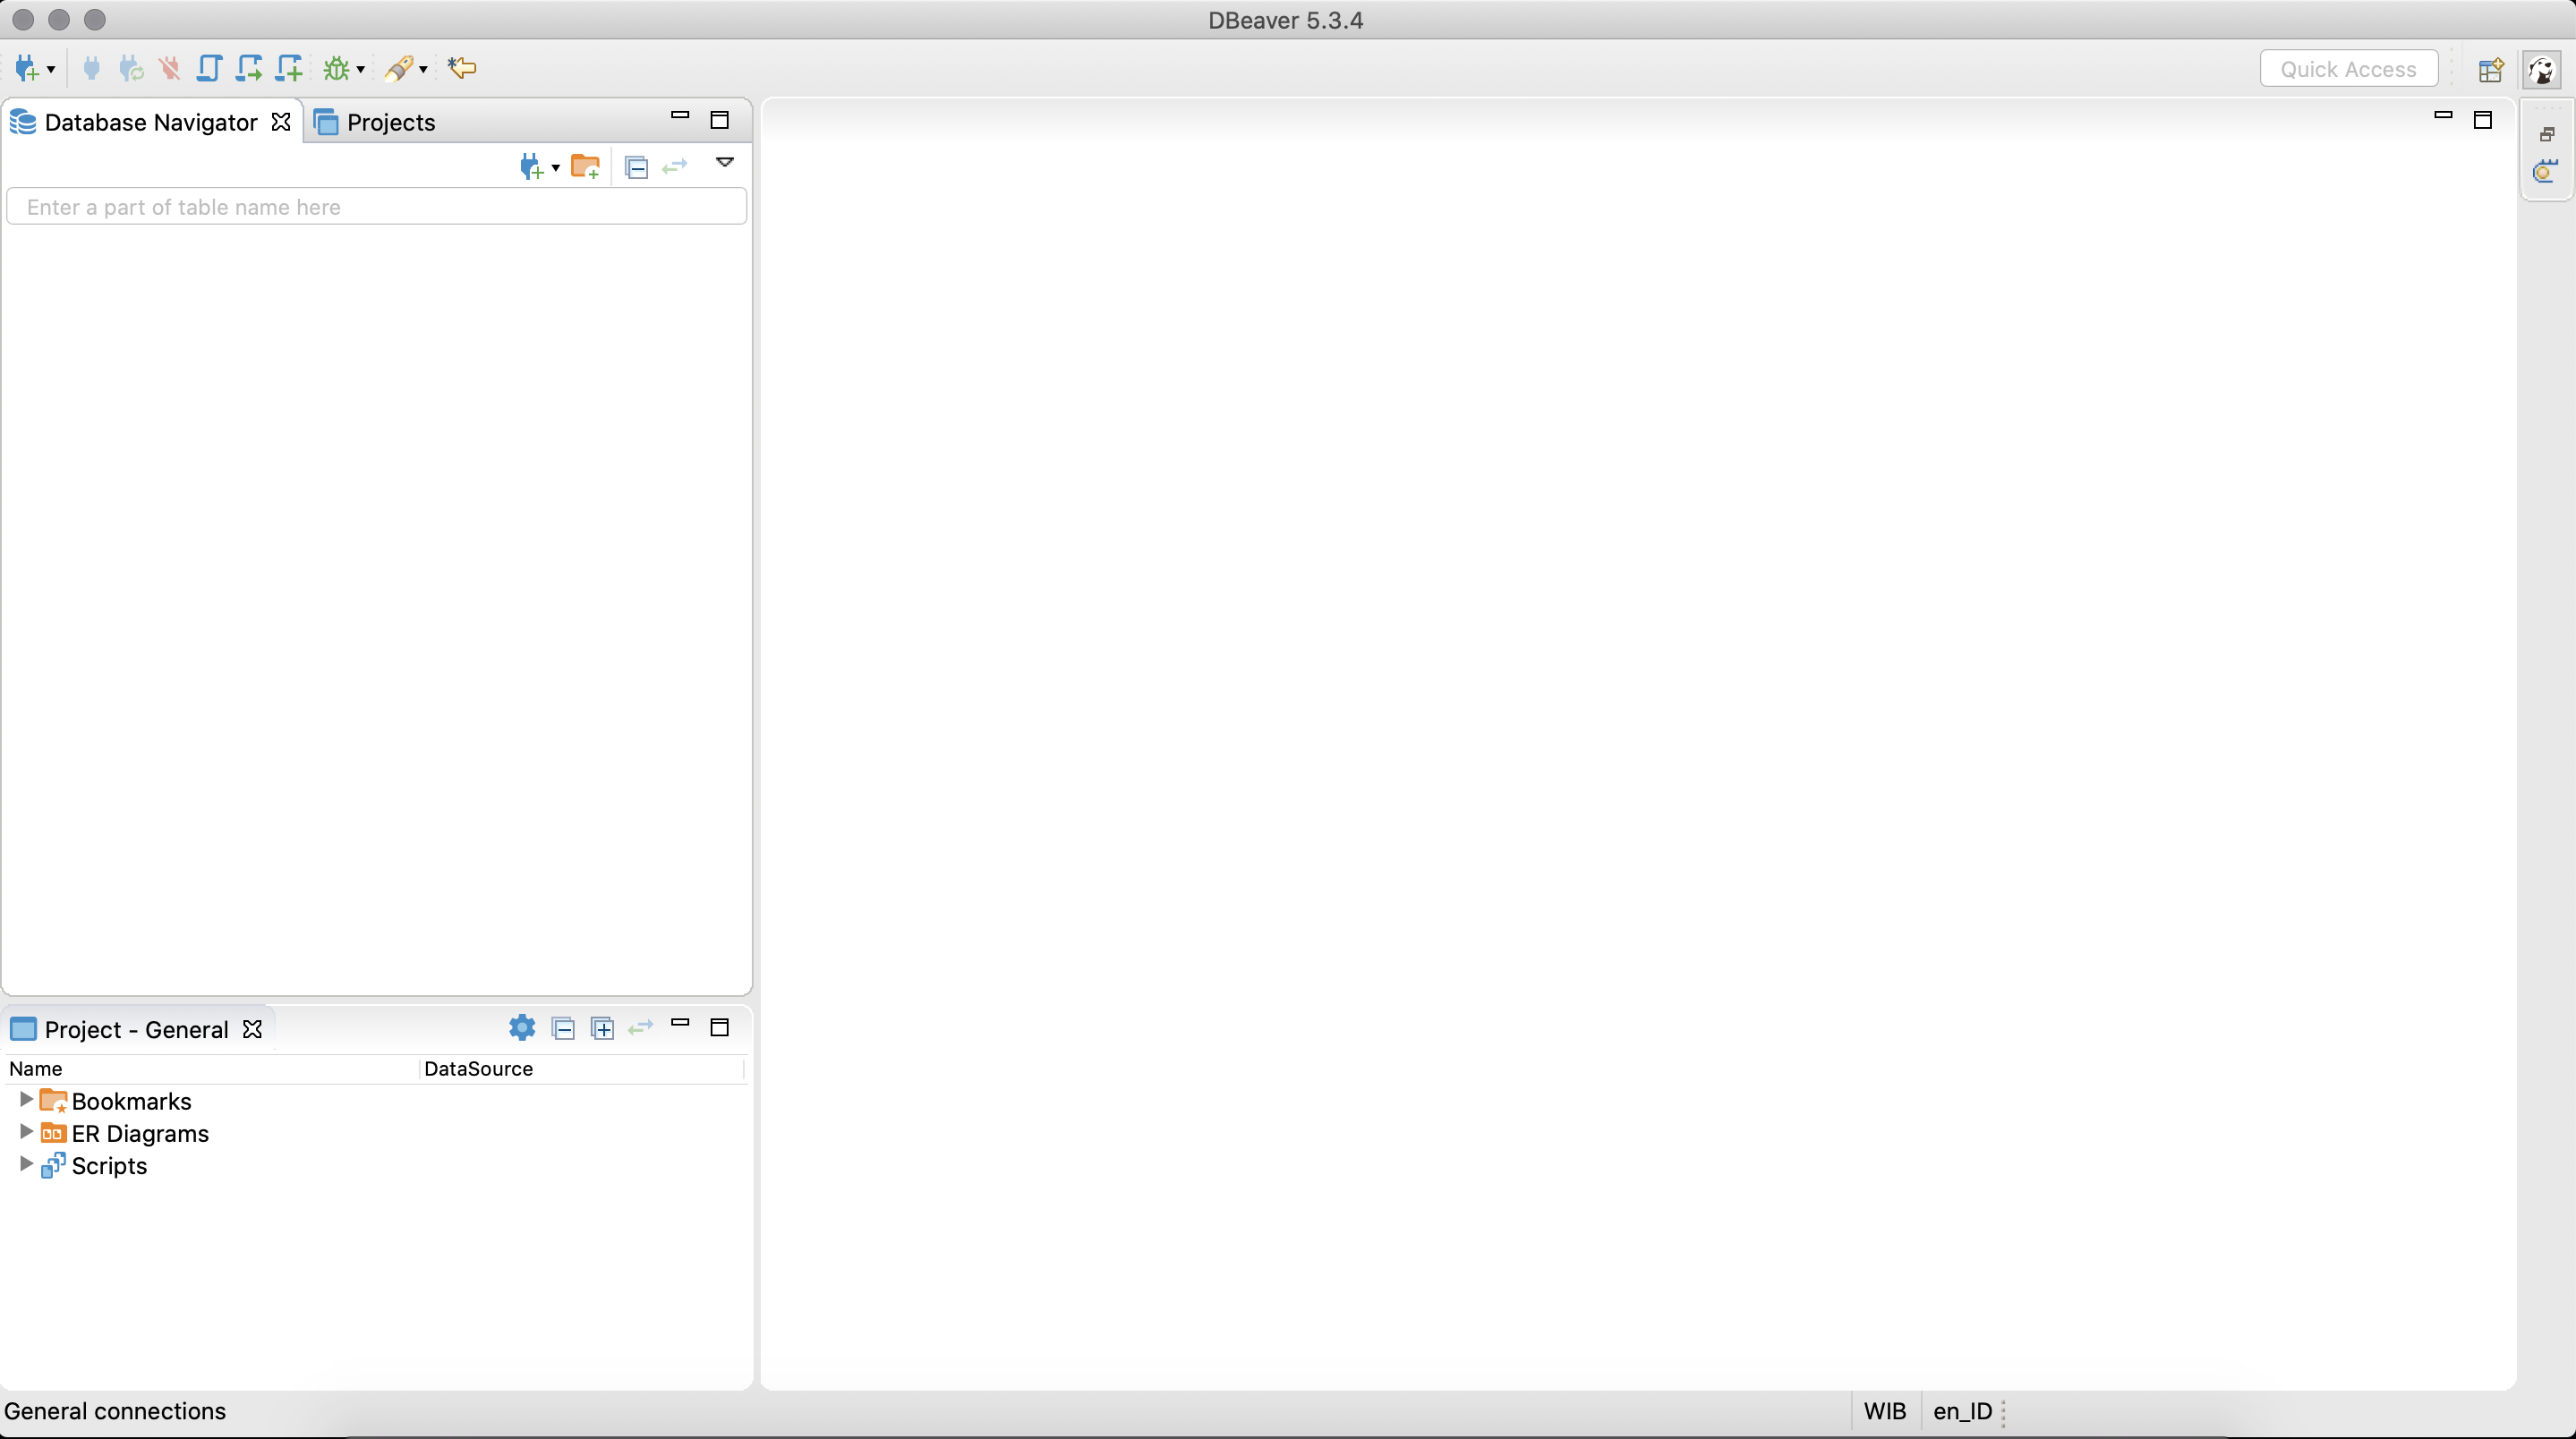 DBeaver 5.3.4
Quick Access
Database Navigator
Projects
Enter a part of table name here
Project - General
Name DataSource
Bookmarks
ER Diagrams
Scripts
General connections
WIB en_ID